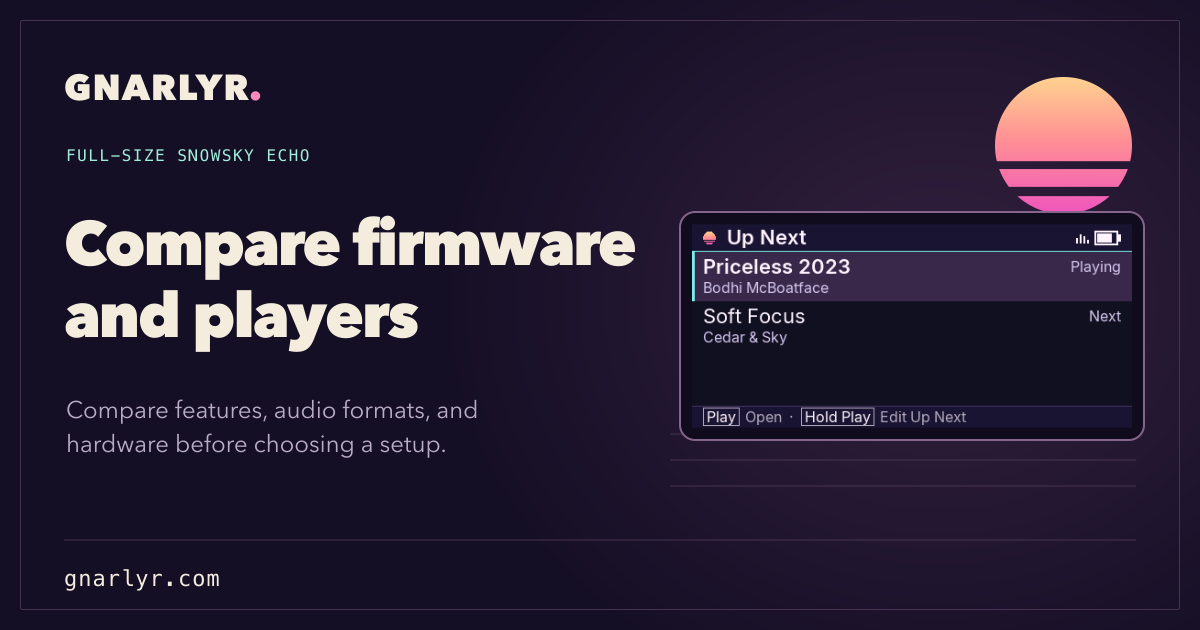 GNARLYR.
FULL-SIZE SNOWSKY ECHO
Compare firmware
and players
Compare features, audio formats, and
hardware before choosing a setup.
Up Next
Priceless 2023 Playing
Bodhi McBoatface
Soft Focus Next
Cedar & Sky
Play Open · Hold Play Edit Up Next
gnarlyr.com